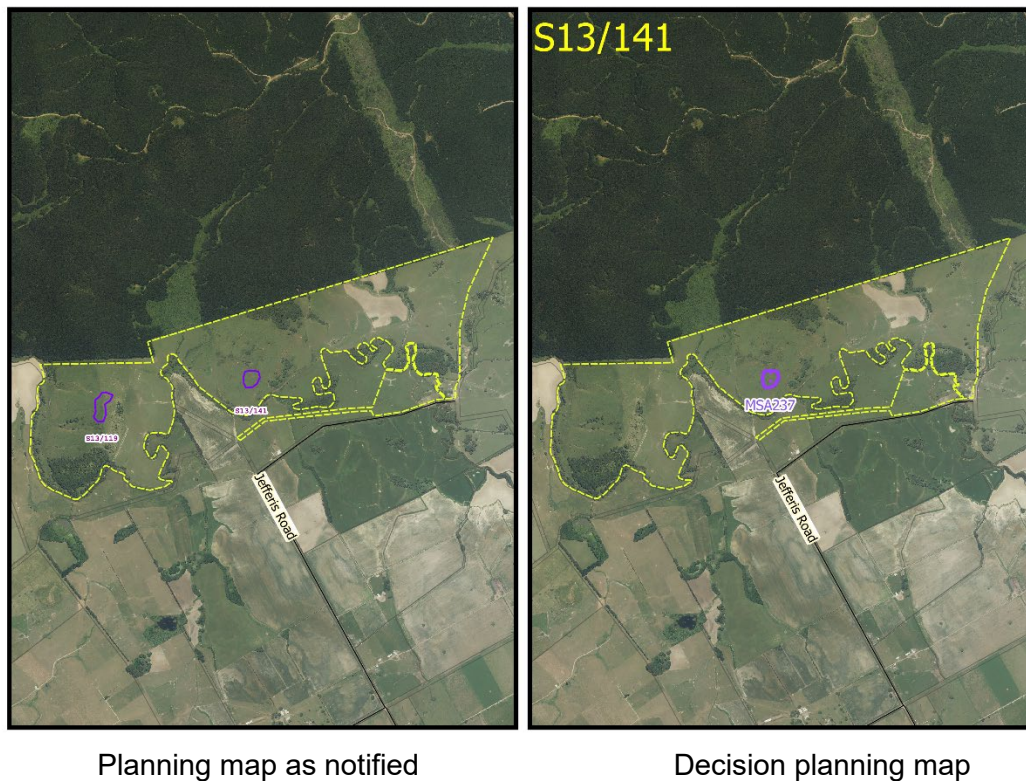 S13/119
S13/141
Jefferis Road
S13/141
MSA237
Jefferis Road
Planning map as notified
Decision planning map